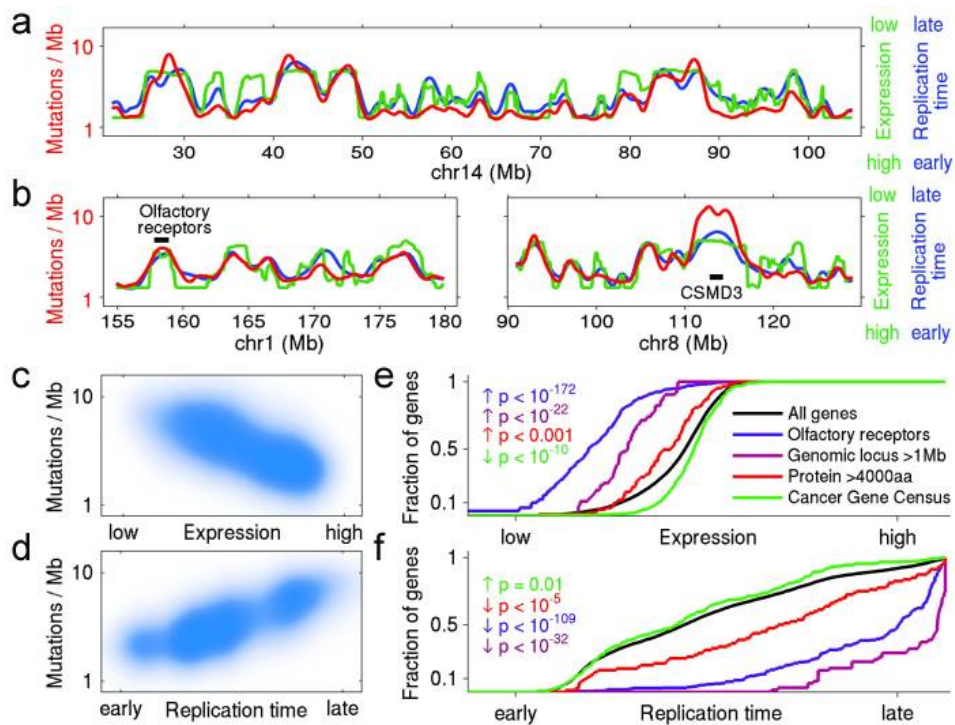 a
Mutations / Mb
10
1
30 40 50 60 70 80 90 100
chr14 (Mb)
low late
Expression
Replication time
high early
b
Mutations / Mb
10
1
Olfactory
receptors
155 160 165 170 175 180
chr1 (Mb)
CSMD3
90 100 110 120
chr8 (Mb)
low late
Expression
Replication time
high early
c
Mutations / Mb
10
1
low Expression high
d
Mutations / Mb
10
1
early Replication time late
e
Fraction of genes
1
0.5
0.1
↑ p < 10^-172
↑ p < 10^-22
↑ p < 0.001
↓ p < 10^-10
All genes
Olfactory receptors
Genomic locus >1Mb
Protein >4000aa
Cancer Gene Census
low Expression high
f
Fraction of genes
1
0.5
0.1
↑ p = 0.01
↓ p < 10^-5
↓ p < 10^-109
↓ p < 10^-32
early Replication time late